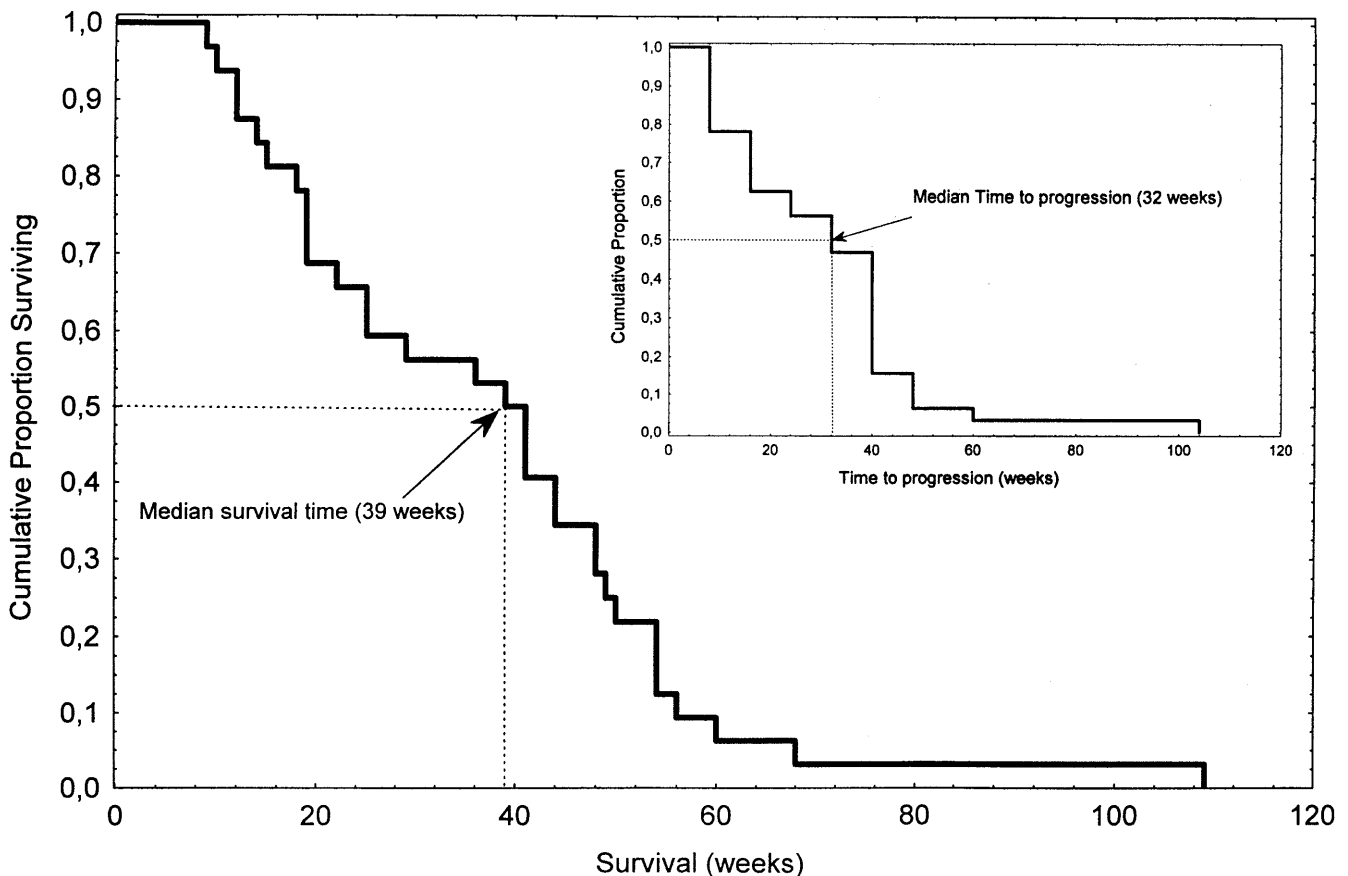 1,0
0,9
0,8
0,7
0,6
0,5
0,4
0,3
0,2
0,1
0,0
Cumulative Proportion Surviving
0 20 40 60 80 100 120
Survival (weeks)
Median survival time (39 weeks)
1,0
0,9
0,8
0,7
0,6
0,5
0,4
0,3
0,2
0,1
0,0
Cumulative Proportion
0 20 40 60 80 100 120
Time to progression (weeks)
Median Time to progression (32 weeks)